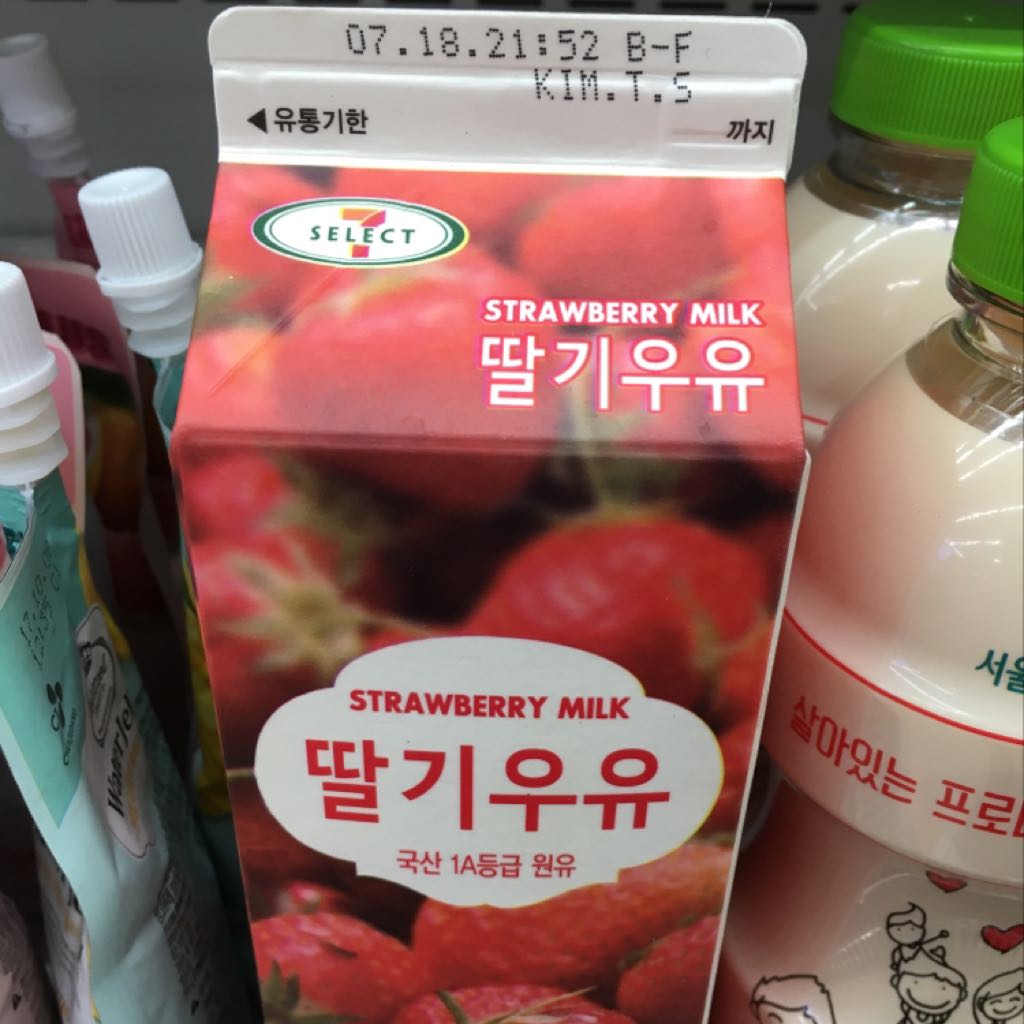 07.18.21:52 B-F
KIM.T.S
◀유통기한 까지
7
SELECT
STRAWBERRY MILK
딸기우유
STRAWBERRY MILK
딸기우유
국산 1A등급 원유
서울
살아있는